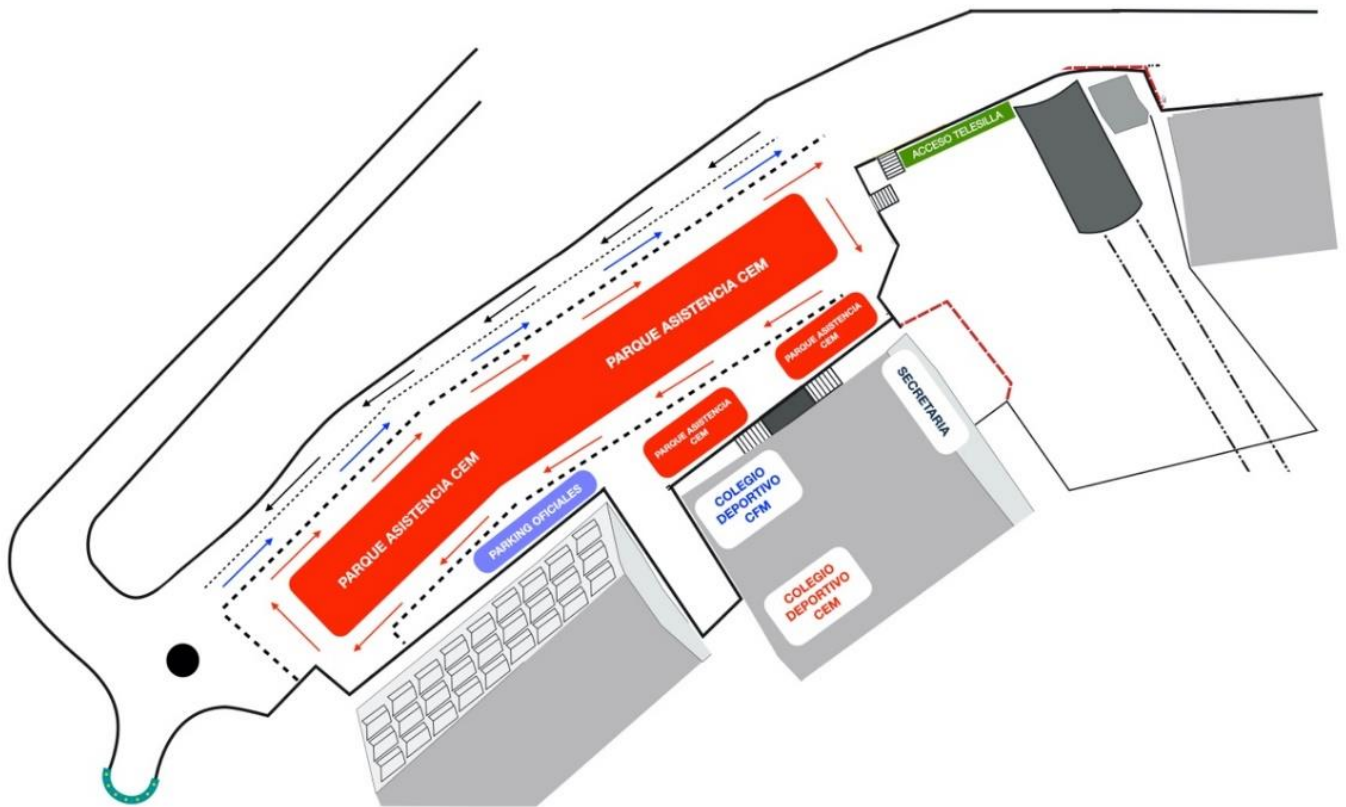 ACCESO TELESILLA
PARQUE ASISTENCIA CEM
PARQUE ASISTENCIA
CEM
PARQUE ASISTENCIA
CEM
PARQUE ASISTENCIA CEM
SECRETARIA
PARKING OFICIALES
COLEGIO
DEPORTIVO
CFM
COLEGIO
DEPORTIVO
CEM